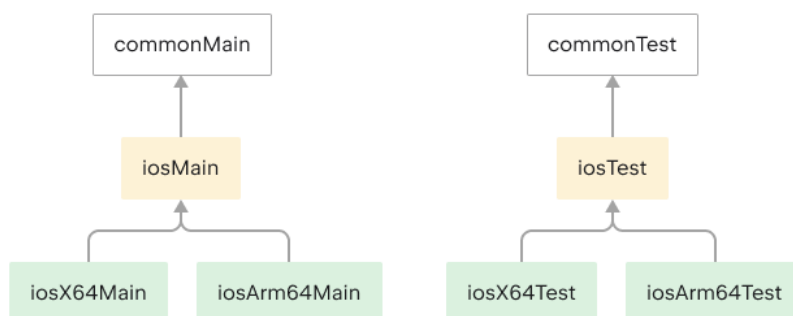 commonMain
commonTest
iosMain
iosTest
iosX64Main
iosArm64Main
iosX64Test
iosArm64Test